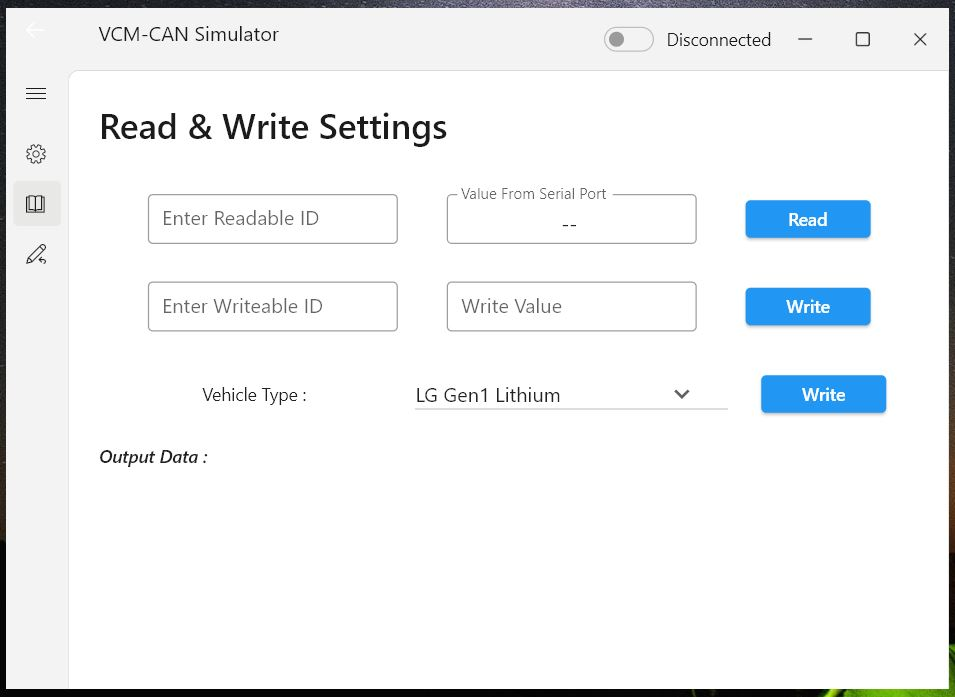 VCM-CAN Simulator
Disconnected
Read & Write Settings
Enter Readable ID
Value From Serial Port
--
Read
Enter Writeable ID
Write Value
Write
Vehicle Type :
LG Gen1 Lithium
Write
Output Data :